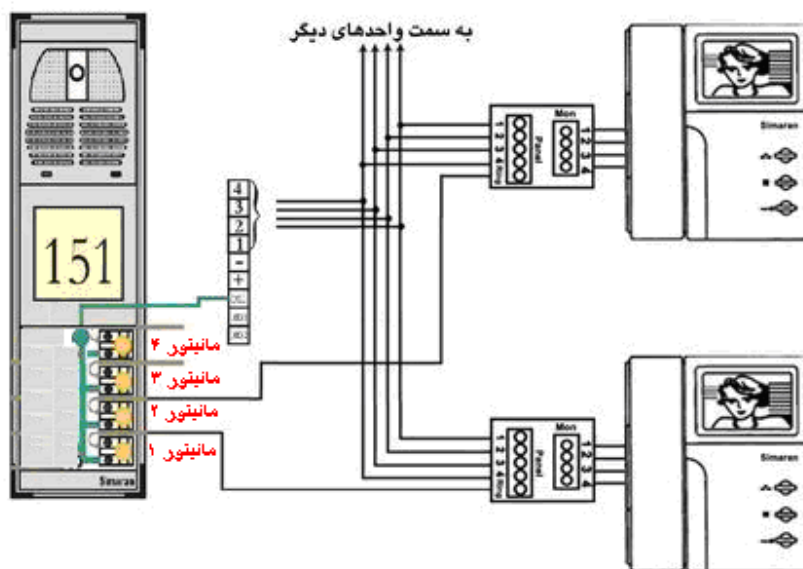 به سمت واحدهای دیگر
151
مانیتور ۴
مانیتور ۳
مانیتور ۲
مانیتور ۱
Simaran
4
3
2
1
-
+
1
2
3
4
Ring
Panel
Mon
1
2
3
4
Simaran
1
2
3
4
Ring
Panel
Mon
1
2
3
4
Simaran